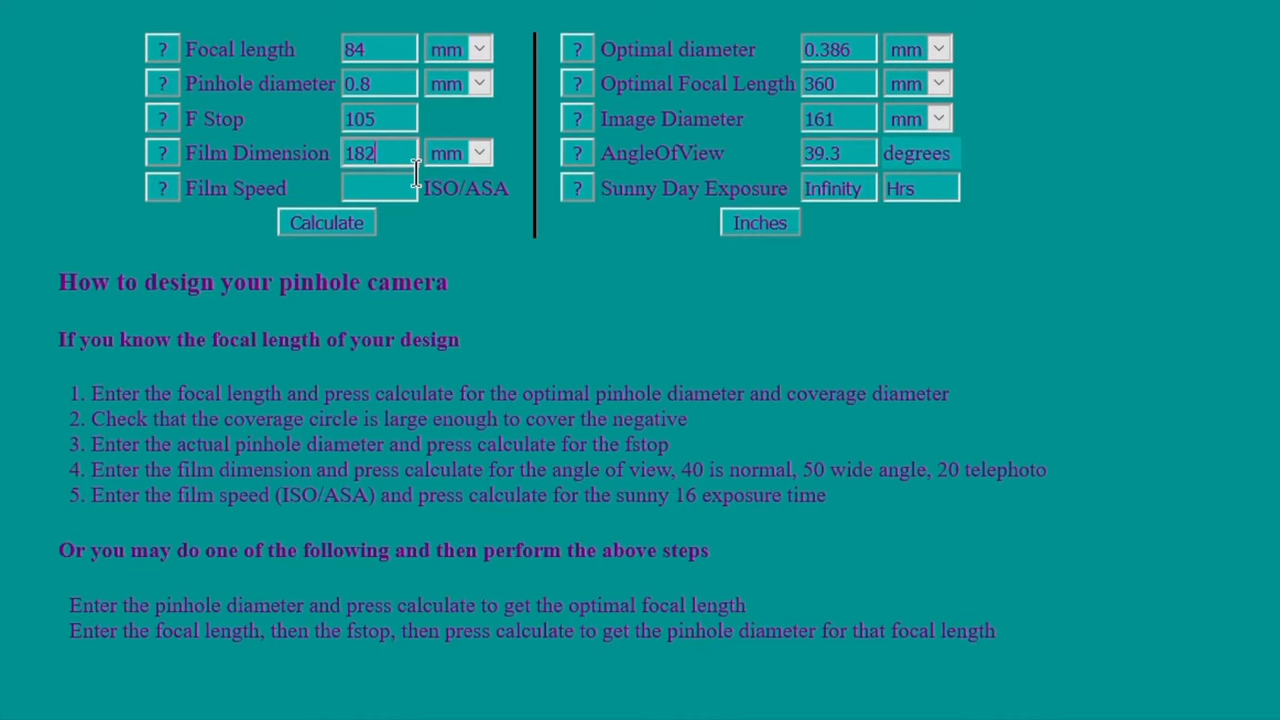 ? Focal length 84 mm ? Optimal diameter 0.386 mm
? Pinhole diameter 0.8 mm ? Optimal Focal Length 360 mm
? F Stop 105 ? Image Diameter 161 mm
? Film Dimension 182 mm ? AngleOfView 39.3 degrees
? Film Speed ISO/ASA ? Sunny Day Exposure Infinity Hrs
Calculate Inches
How to design your pinhole camera
If you know the focal length of your design
1. Enter the focal length and press calculate for the optimal pinhole diameter and coverage diameter
2. Check that the coverage circle is large enough to cover the negative
3. Enter the actual pinhole diameter and press calculate for the fstop
4. Enter the film dimension and press calculate for the angle of view, 40 is normal, 50 wide angle, 20 telephoto
5. Enter the film speed (ISO/ASA) and press calculate for the sunny 16 exposure time
Or you may do one of the following and then perform the above steps
Enter the pinhole diameter and press calculate to get the optimal focal length
Enter the focal length, then the fstop, then press calculate to get the pinhole diameter for that focal length